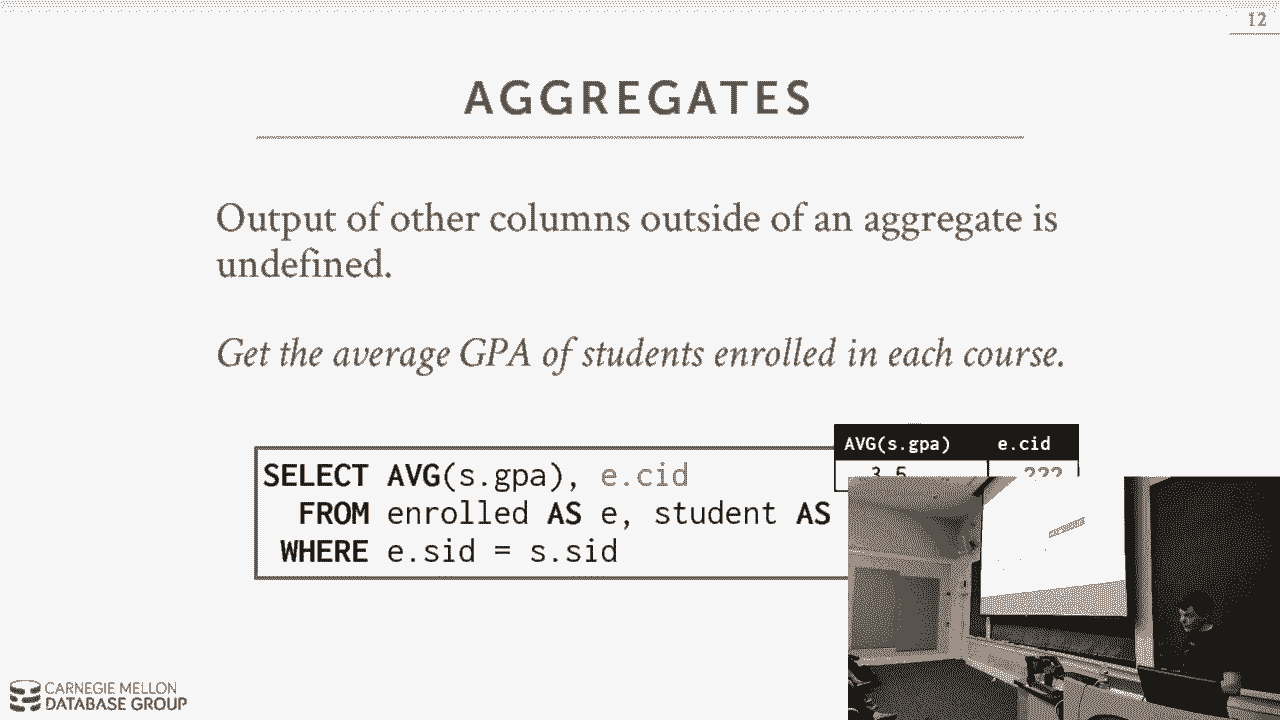 12
AGGREGATES
Output of other columns outside of an aggregate is
undefined.
Get the average GPA of students enrolled in each course.
AVG(s.gpa) e.cid
3.5 ???
SELECT AVG(s.gpa), e.cid
FROM enrolled AS e, student AS
WHERE e.sid = s.sid
CARNEGIE MELLON
DATABASE GROUP